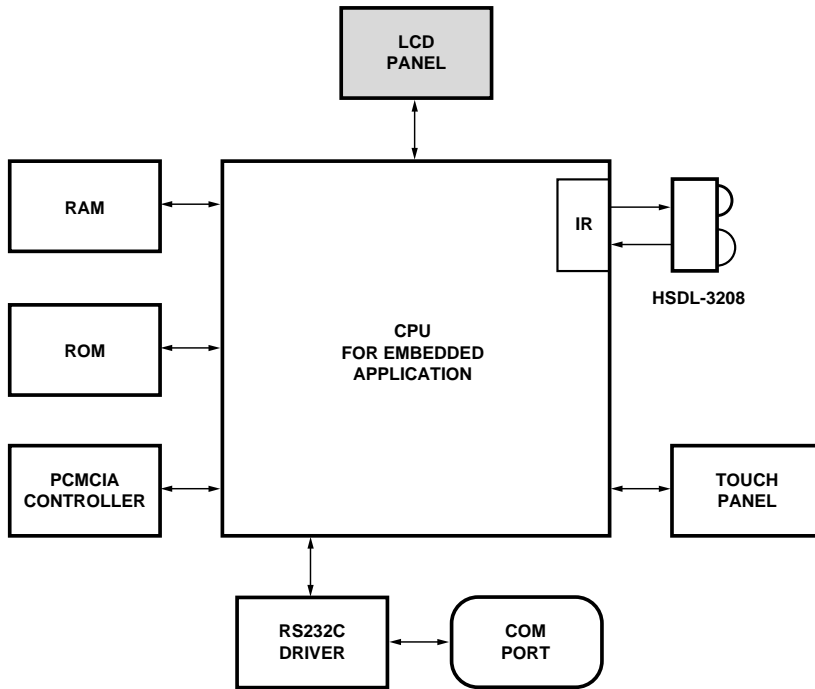 LCD
PANEL
RAM
IR
HSDL-3208
ROM
CPU
FOR EMBEDDED
APPLICATION
PCMCIA
CONTROLLER
TOUCH
PANEL
RS232C
DRIVER
COM
PORT